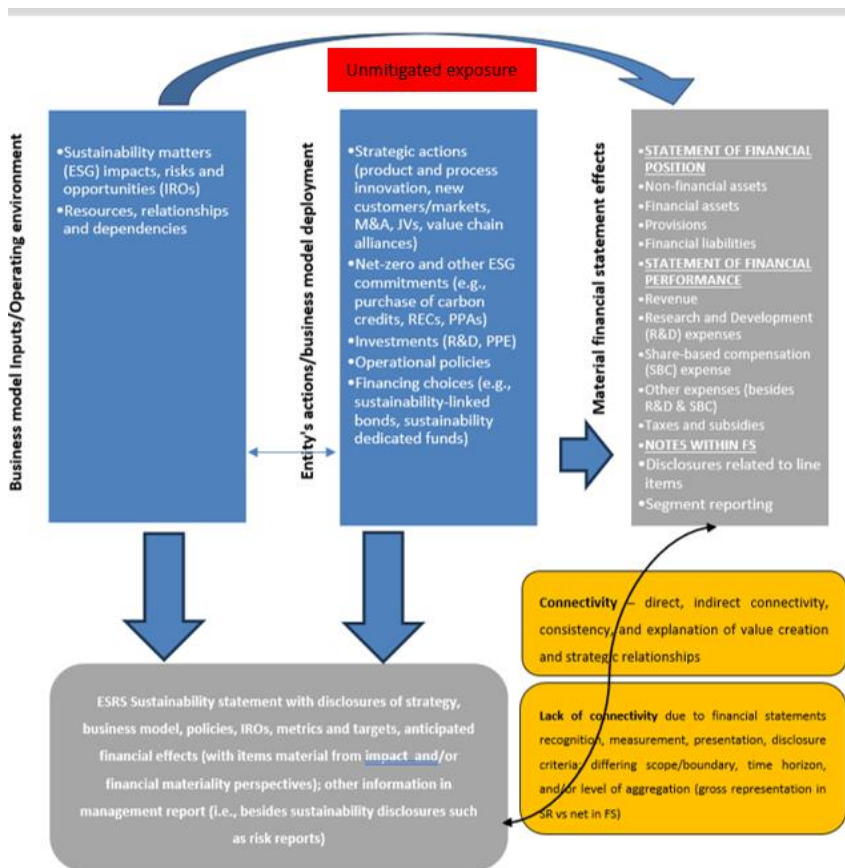 Unmitigated exposure
Business model Inputs/Operating environment
•Sustainability matters
(ESG) impacts, risks and
opportunities (IROs)
•Resources, relationships
and dependencies
Entity's actions/business model deployment
•Strategic actions
(product and process
innovation, new
customers/markets,
M&A, JVs, value chain
alliances)
•Net-zero and other ESG
commitments (e.g.,
purchase of carbon
credits, RECs, PPAs)
•Investments (R&D, PPE)
•Operational policies
•Financing choices (e.g.,
sustainability-linked
bonds, sustainability
dedicated funds)
Material financial statement effects
•STATEMENT OF FINANCIAL
POSITION
•Non-financial assets
•Financial assets
•Provisions
•Financial liabilities
•STATEMENT OF FINANCIAL
PERFORMANCE
•Revenue
•Research and Development
(R&D) expenses
•Share-based compensation
(SBC) expense
•Other expenses (besides
R&D & SBC)
•Taxes and subsidies
•NOTES WITHIN FS
•Disclosures related to line
items
•Segment reporting
Connectivity – direct, indirect connectivity,
consistency, and explanation of value creation
and strategic relationships
Lack of connectivity due to financial statements
recognition, measurement, presentation, disclosure
criteria; differing scope/boundary, time horizon,
and/or level of aggregation (gross representation in
SR vs net in FS)
ESRS Sustainability statement with disclosures of strategy,
business model, policies, IROs, metrics and targets, anticipated
financial effects (with items material from impact and/or
financial materiality perspectives); other information in
management report (i.e., besides sustainability disclosures such
as risk reports)